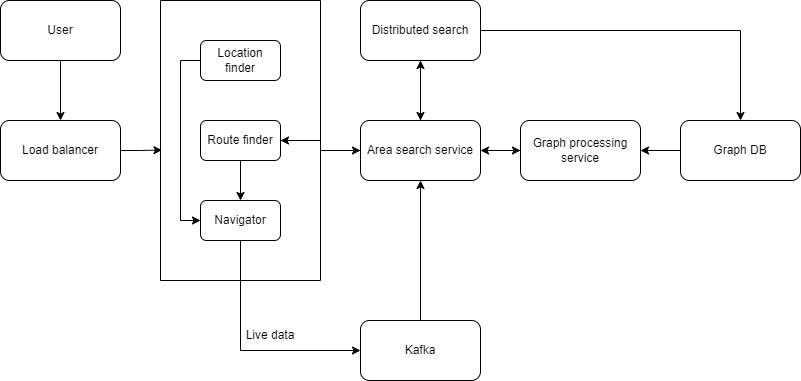 User
Distributed search
Location
finder
Load balancer
Route finder
Area search service
Graph processing
service
Graph DB
Navigator
Live data
Kafka